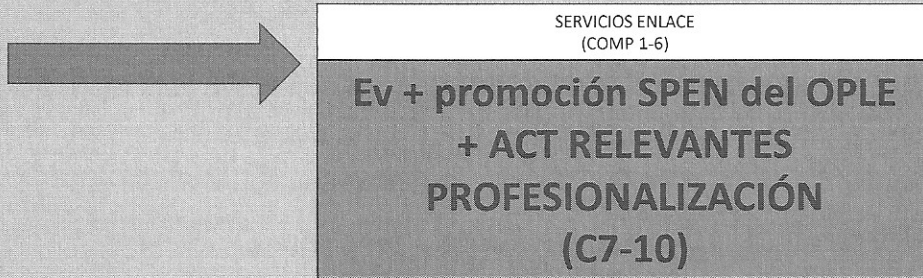 SERVICIOS ENLACE
(COMP 1-6)
Ev + promoción SPEN del OPLE
+ ACT RELEVANTES
PROFESIONALIZACIÓN
(C7-10)